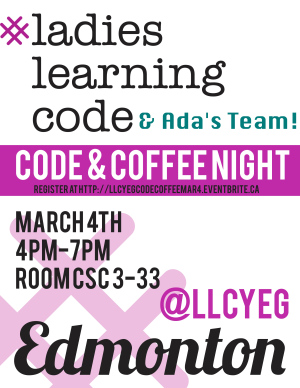 ladies
learning
code & Ada's Team!
CODE & COFFEE NIGHT
REGISTER AT HTTP://LLCYEGCODECOFFEEMAR4.EVENTBRITE.CA
MARCH 4TH
4PM-7PM
ROOM CSC 3-33
@LLCYEG
Edmonton